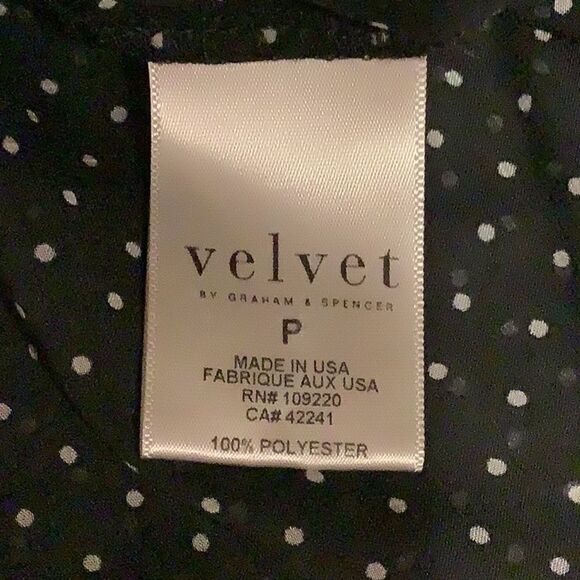 velvet
BY GRAHAM & SPENCER
P
MADE IN USA
FABRIQUE AUX USA
RN# 109220
CA# 42241
100% POLYESTER